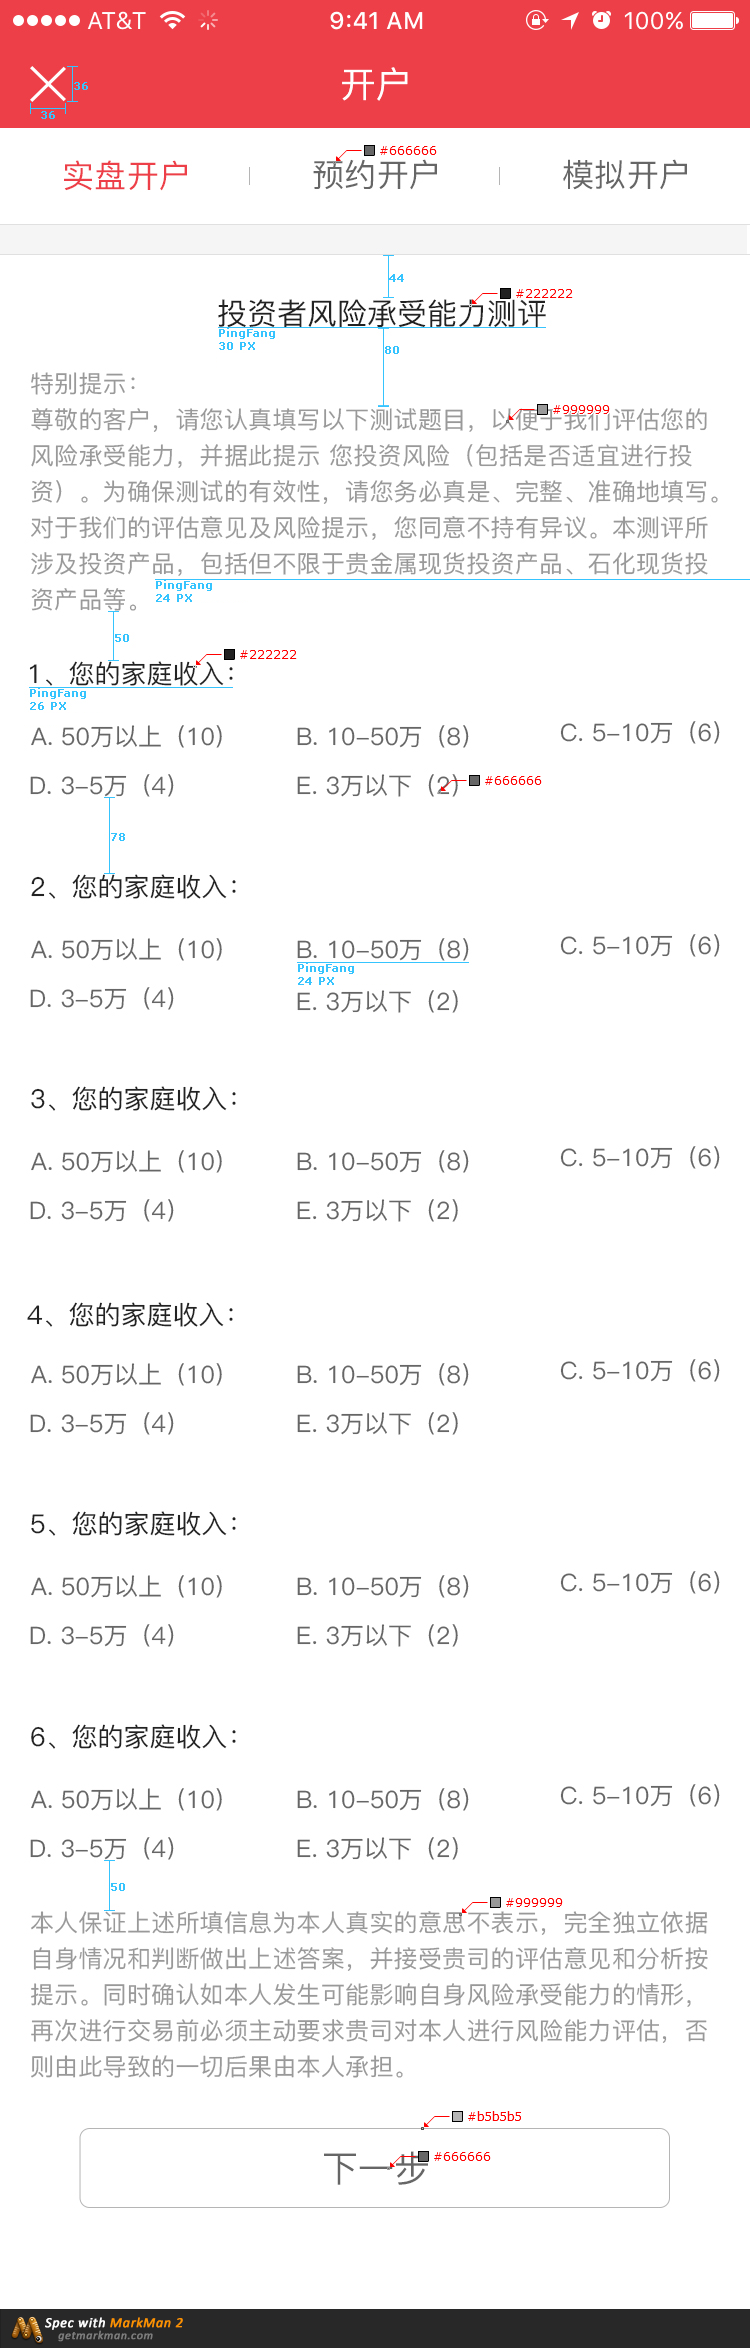 AT&T 9:41 AM 100%
开户
36
36
#666666
实盘开户 预约开户 模拟开户
44
#222222
投资者风险承受能力测评
PingFang
30 PX
80
特别提示：
#999999
尊敬的客户，请您认真填写以下测试题目，以便于我们评估您的
风险承受能力，并据此提示 您投资风险（包括是否适宜进行投
资）。为确保测试的有效性，请您务必真是、完整、准确地填写。
对于我们的评估意见及风险提示，您同意不持有异议。本测评所
涉及投资产品，包括但不限于贵金属现货投资产品、石化现货投
资产品等。
PingFang
24 PX
50
#222222
1、您的家庭收入：
PingFang
26 PX
A. 50万以上（10） B. 10-50万（8） C. 5-10万（6）
D. 3-5万（4） E. 3万以下（2）
#666666
78
2、您的家庭收入：
A. 50万以上（10） B. 10-50万（8） C. 5-10万（6）
PingFang
24 PX
D. 3-5万（4） E. 3万以下（2）
3、您的家庭收入：
A. 50万以上（10） B. 10-50万（8） C. 5-10万（6）
D. 3-5万（4） E. 3万以下（2）
4、您的家庭收入：
A. 50万以上（10） B. 10-50万（8） C. 5-10万（6）
D. 3-5万（4） E. 3万以下（2）
5、您的家庭收入：
A. 50万以上（10） B. 10-50万（8） C. 5-10万（6）
D. 3-5万（4） E. 3万以下（2）
6、您的家庭收入：
A. 50万以上（10） B. 10-50万（8） C. 5-10万（6）
D. 3-5万（4） E. 3万以下（2）
50
#999999
本人保证上述所填信息为本人真实的意思不表示，完全独立依据
自身情况和判断做出上述答案，并接受贵司的评估意见和分析按
提示。同时确认如本人发生可能影响自身风险承受能力的情形，
再次进行交易前必须主动要求贵司对本人进行风险能力评估，否
则由此导致的一切后果由本人承担。
#b5b5b5
#666666
下一步
Spec with MarkMan 2
getmarkman.com